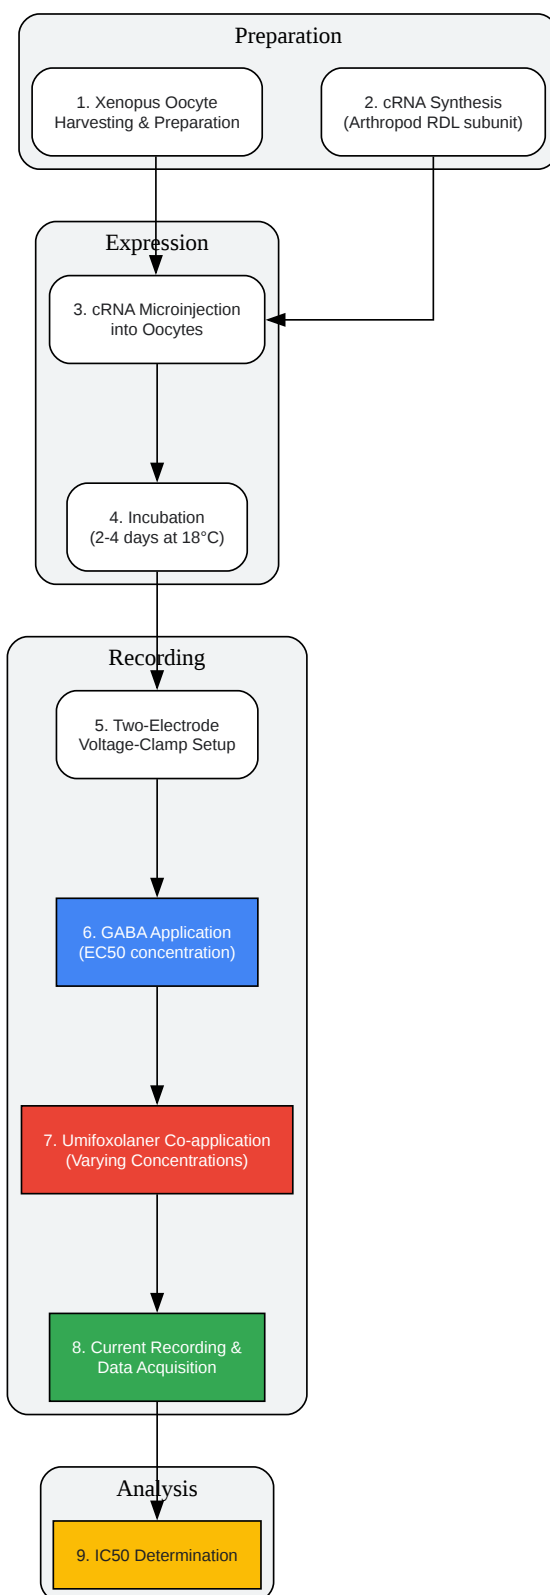 Preparation
1. Xenopus Oocyte
Harvesting & Preparation
2. cRNA Synthesis
(Arthropod RDL subunit)
Expression
3. cRNA Microinjection
into Oocytes
4. Incubation
(2-4 days at 18°C)
Recording
5. Two-Electrode
Voltage-Clamp Setup
6. GABA Application
(EC50 concentration)
7. Umifoxolaner Co-application
(Varying Concentrations)
8. Current Recording &
Data Acquisition
Analysis
9. IC50 Determination